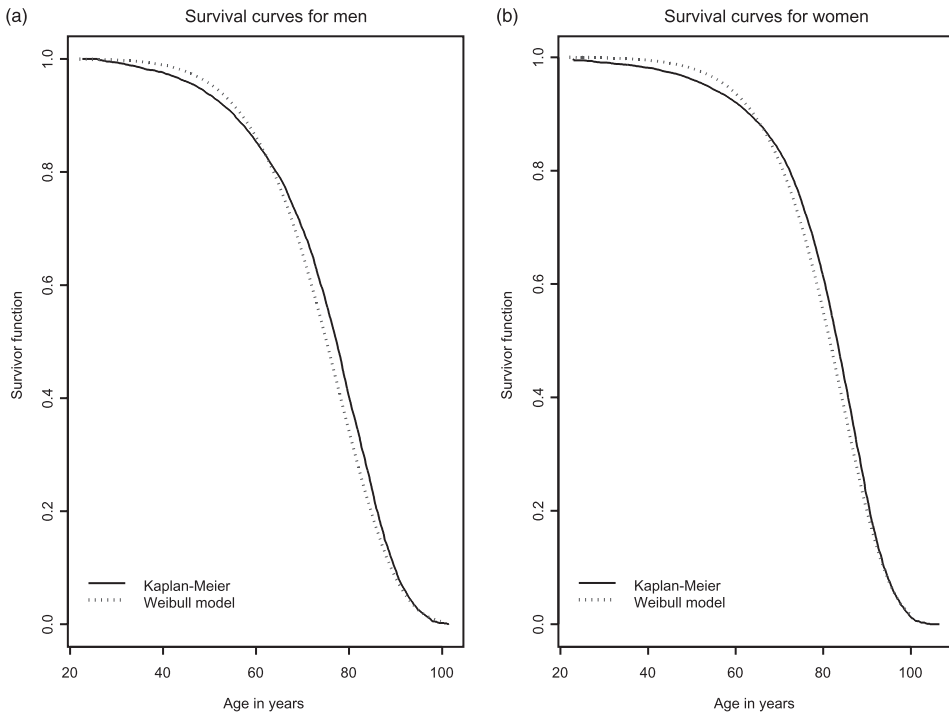 (a)
Survival curves for men
Survivor function
1.0
0.8
0.6
0.4
0.2
0.0
Kaplan-Meier
Weibull model
20 40 60 80 100
Age in years
(b)
Survival curves for women
Survivor function
1.0
0.8
0.6
0.4
0.2
0.0
Kaplan-Meier
Weibull model
20 40 60 80 100
Age in years